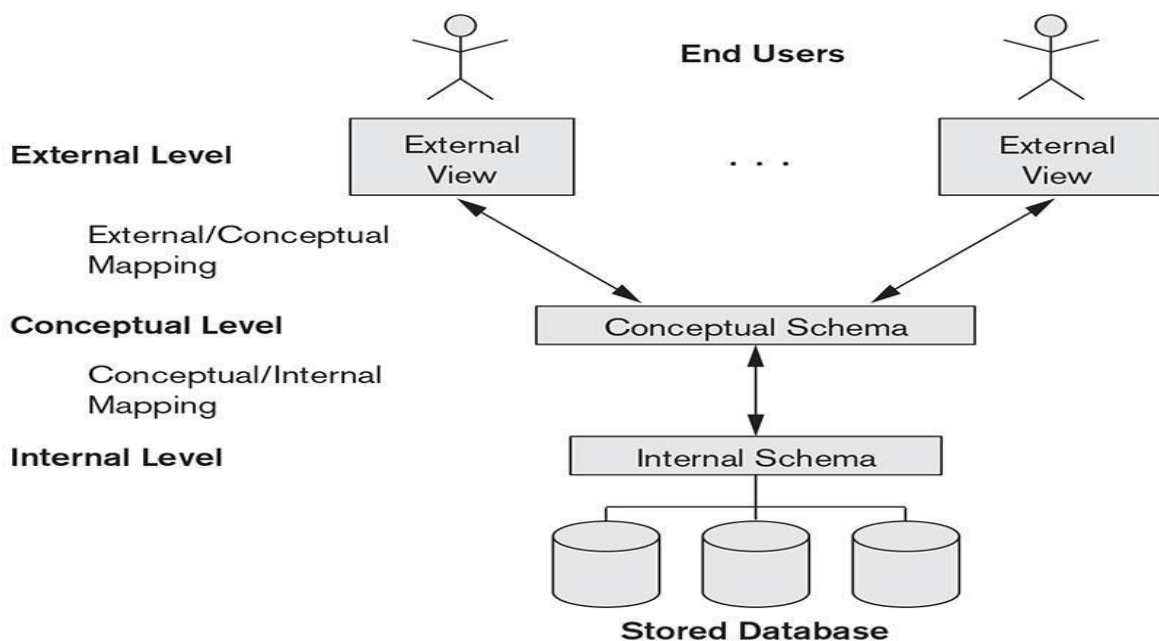 End Users
External Level
External
View
. . .
External
View
External/Conceptual
Mapping
Conceptual Level
Conceptual Schema
Conceptual/Internal
Mapping
Internal Level
Internal Schema
Stored Database